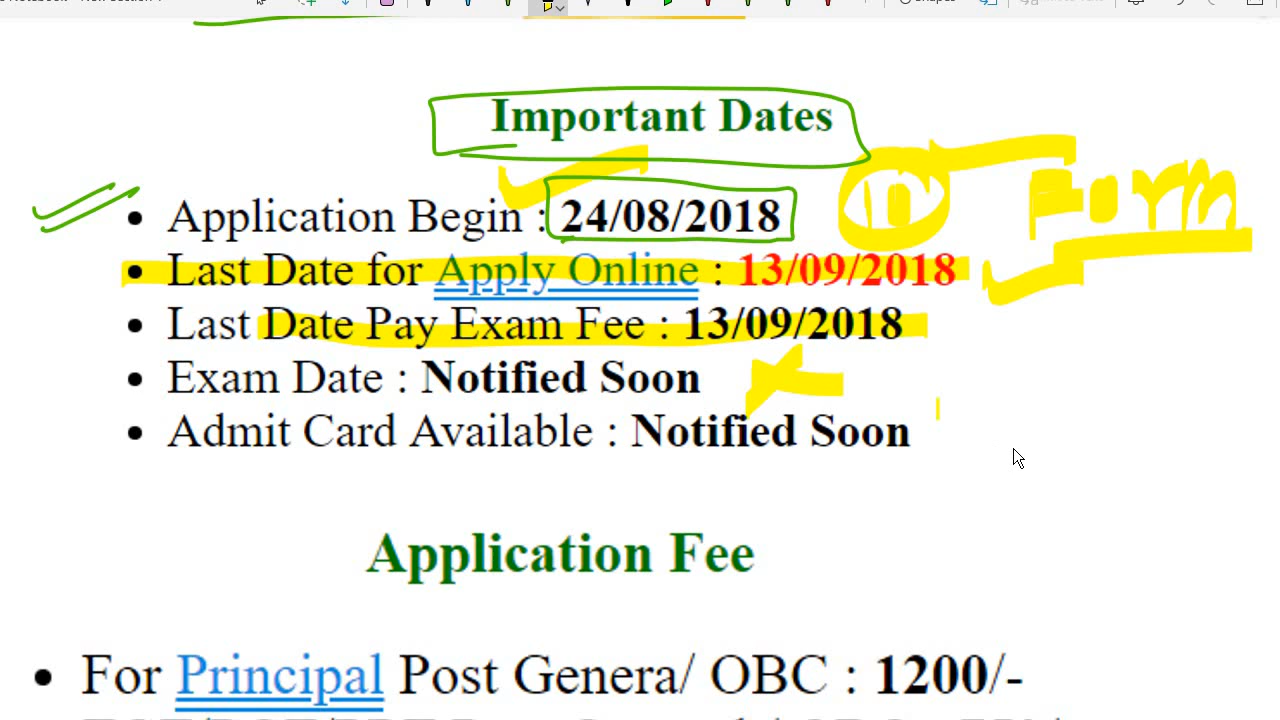 Important Dates
Application Begin : 24/08/2018
Form
Last Date for Apply Online : 13/09/2018
Last Date Pay Exam Fee : 13/09/2018
Exam Date : Notified Soon
Admit Card Available : Notified Soon
Application Fee
For Principal Post Genera/ OBC : 1200/-